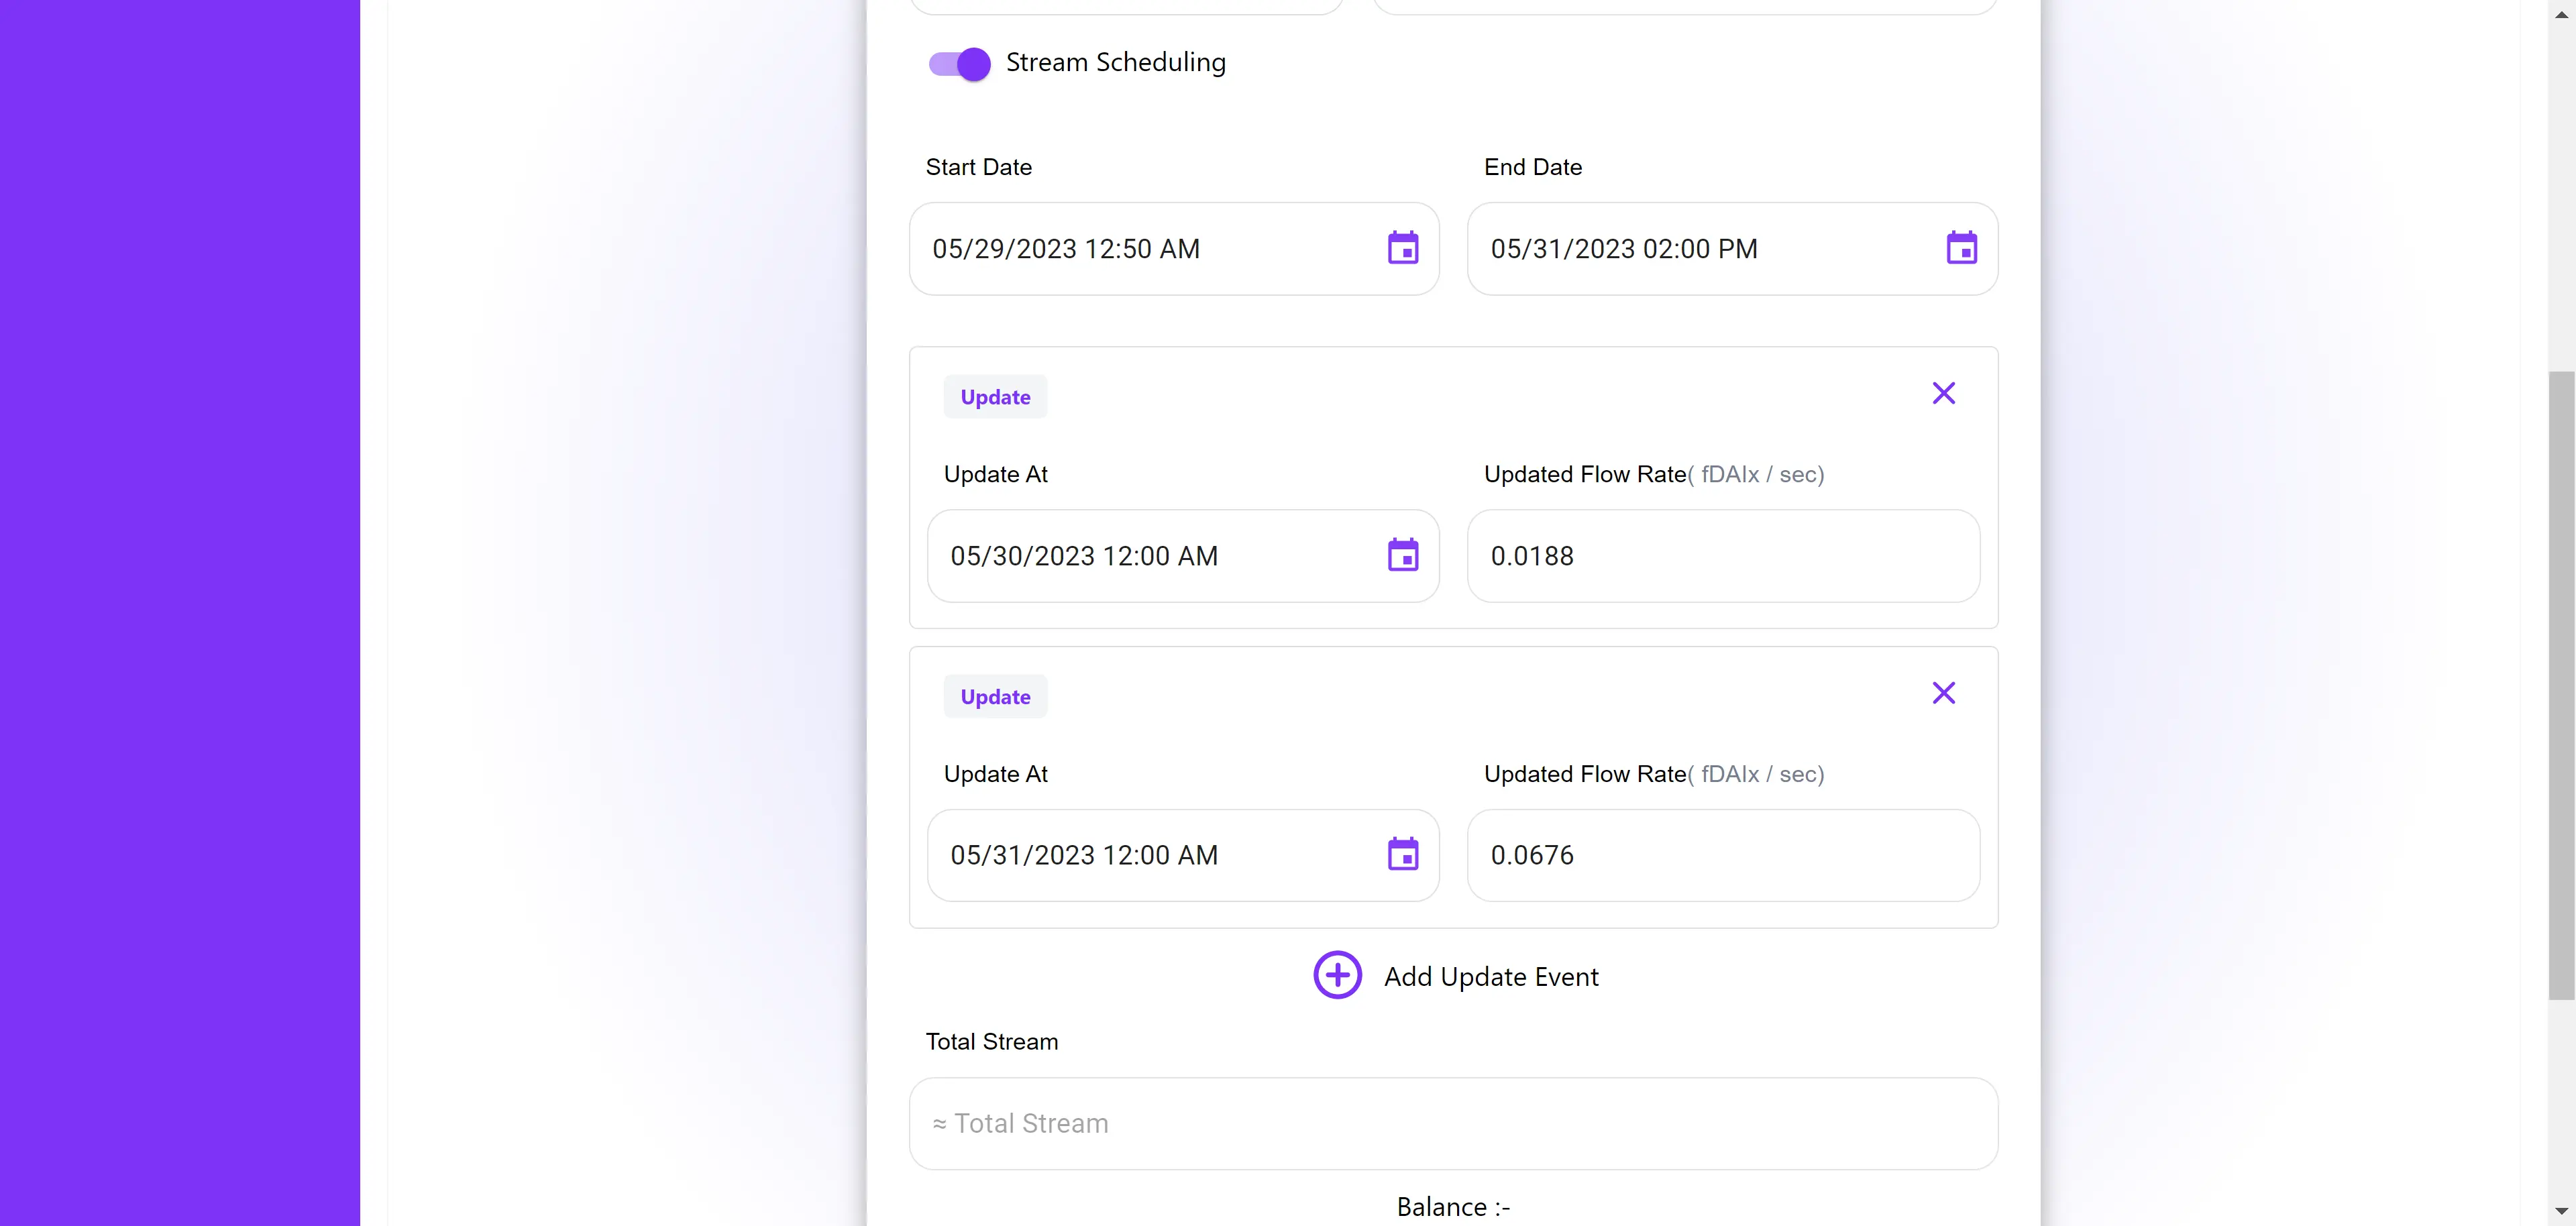 Stream Scheduling
Start Date
End Date
05/29/2023 12:50 AM
05/31/2023 02:00 PM
Update
Update At
Updated Flow Rate( fDAIx / sec)
05/30/2023 12:00 AM
0.0188
Update
Update At
Updated Flow Rate( fDAIx / sec)
05/31/2023 12:00 AM
0.0676
Add Update Event
Total Stream
≈ Total Stream
Balance :-